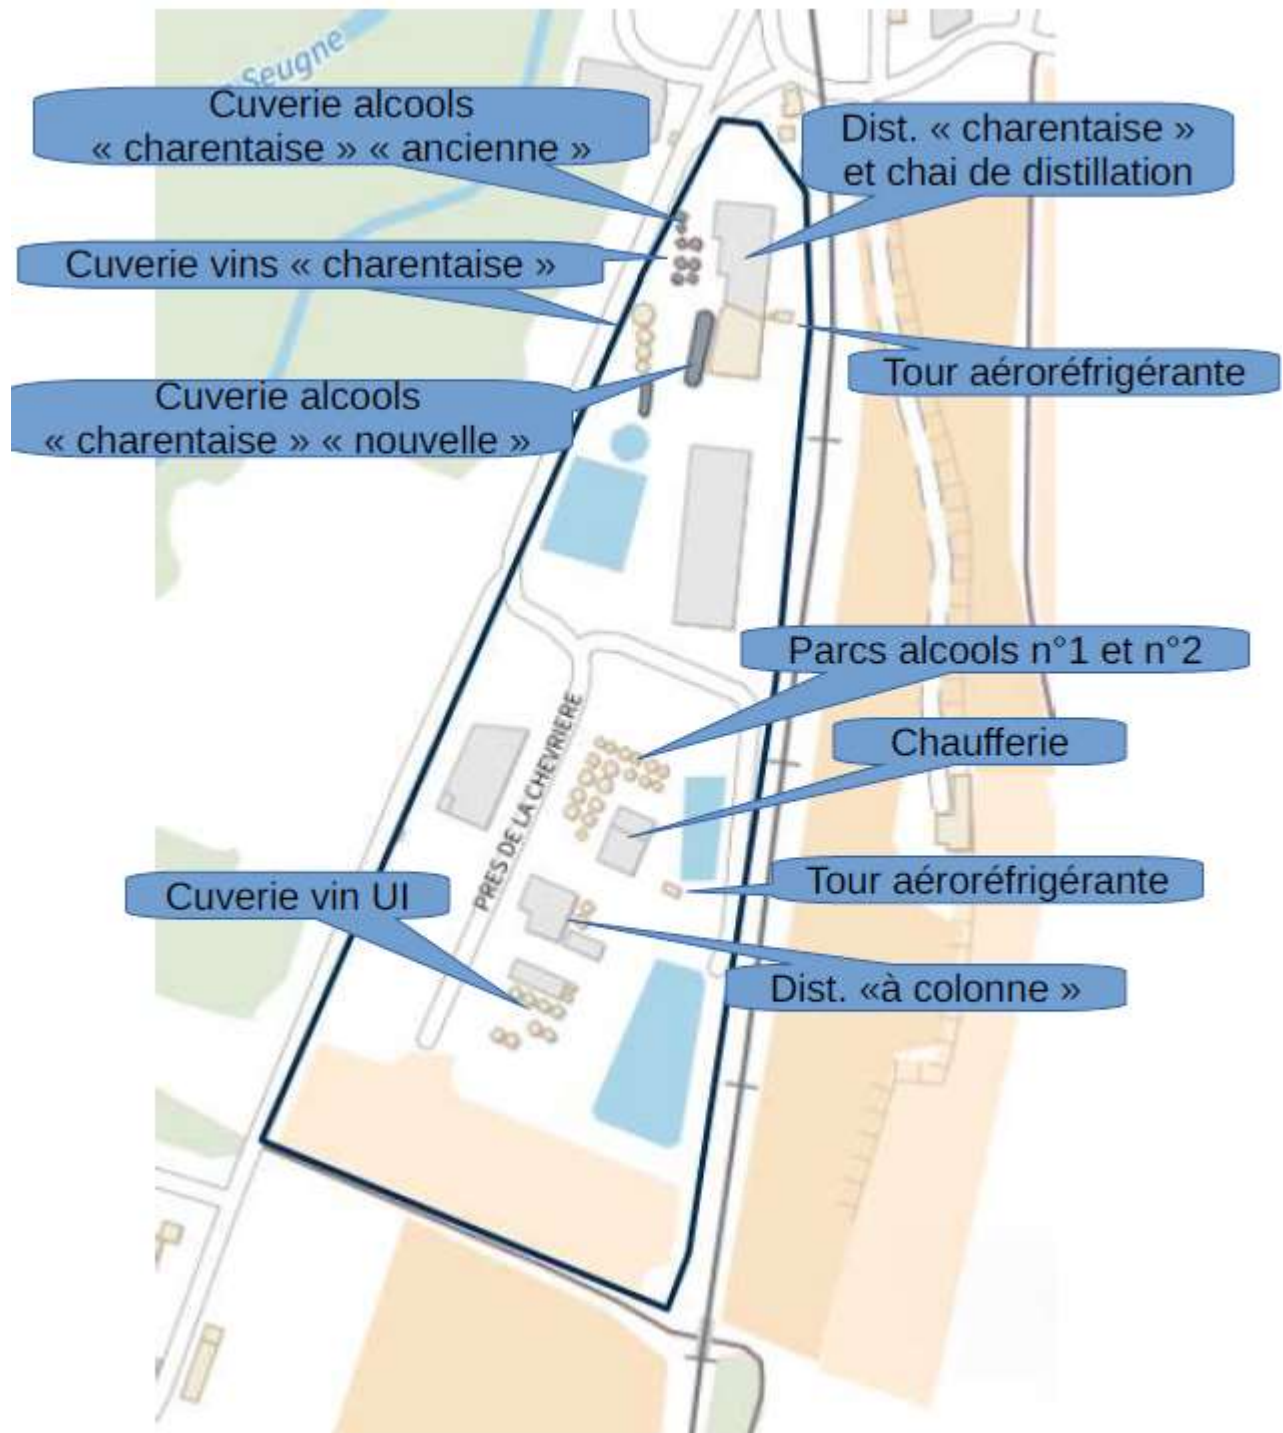 Seugne
Cuverie alcools
« charentaise » « ancienne »
Dist. « charentaise »
et chai de distillation
Cuverie vins « charentaise »
Tour aéroréfrigérante
Cuverie alcools
« charentaise » « nouvelle »
Parcs alcools n°1 et n°2
PRES DE LA CHEVRIERE
Chaufferie
Tour aéroréfrigérante
Cuverie vin UI
Dist. «à colonne »